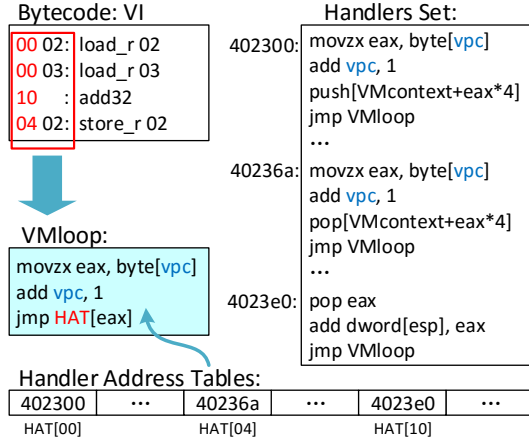 Bytecode: VI
00 02: load_r 02
00 03: load_r 03
10 : add32
04 02: store_r 02
VMloop:
movzx eax, byte[vpc]
add vpc, 1
jmp HAT[eax]
Handlers Set:
402300: movzx eax, byte[vpc]
add vpc, 1
push[VMcontext+eax*4]
jmp VMloop
...
40236a: movzx eax, byte[vpc]
add vpc, 1
pop[VMcontext+eax*4]
jmp VMloop
...
4023e0: pop eax
add dword[esp], eax
jmp VMloop
Handler Address Tables:
402300 ... 40236a ... 4023e0 ...
HAT[00] HAT[04] HAT[10]